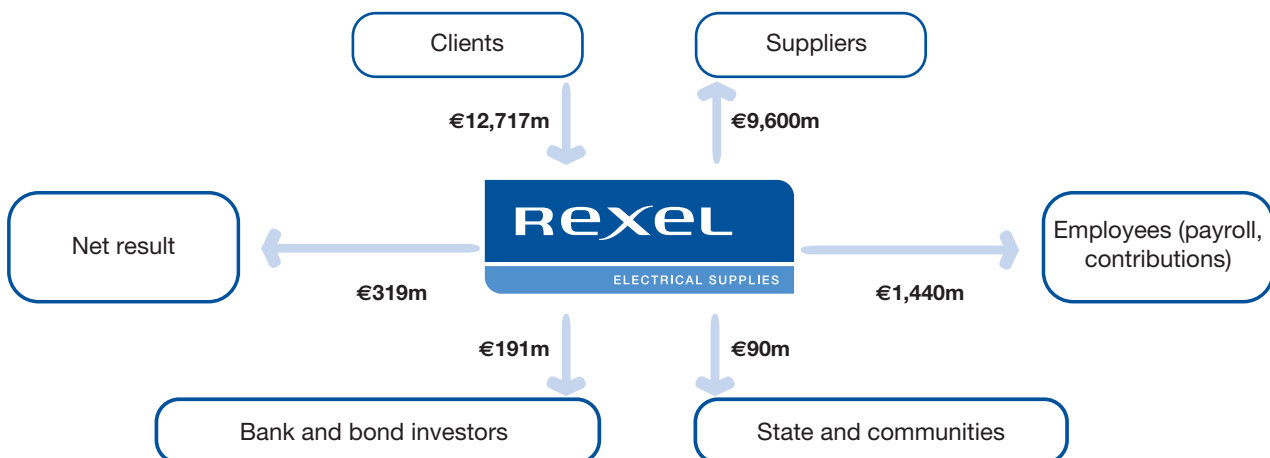 Clients
Suppliers
€12,717m
€9,600m
REXEL
ELECTRICAL SUPPLIES
Net result
Employees (payroll,
contributions)
€319m
€1,440m
€191m
€90m
Bank and bond investors
State and communities